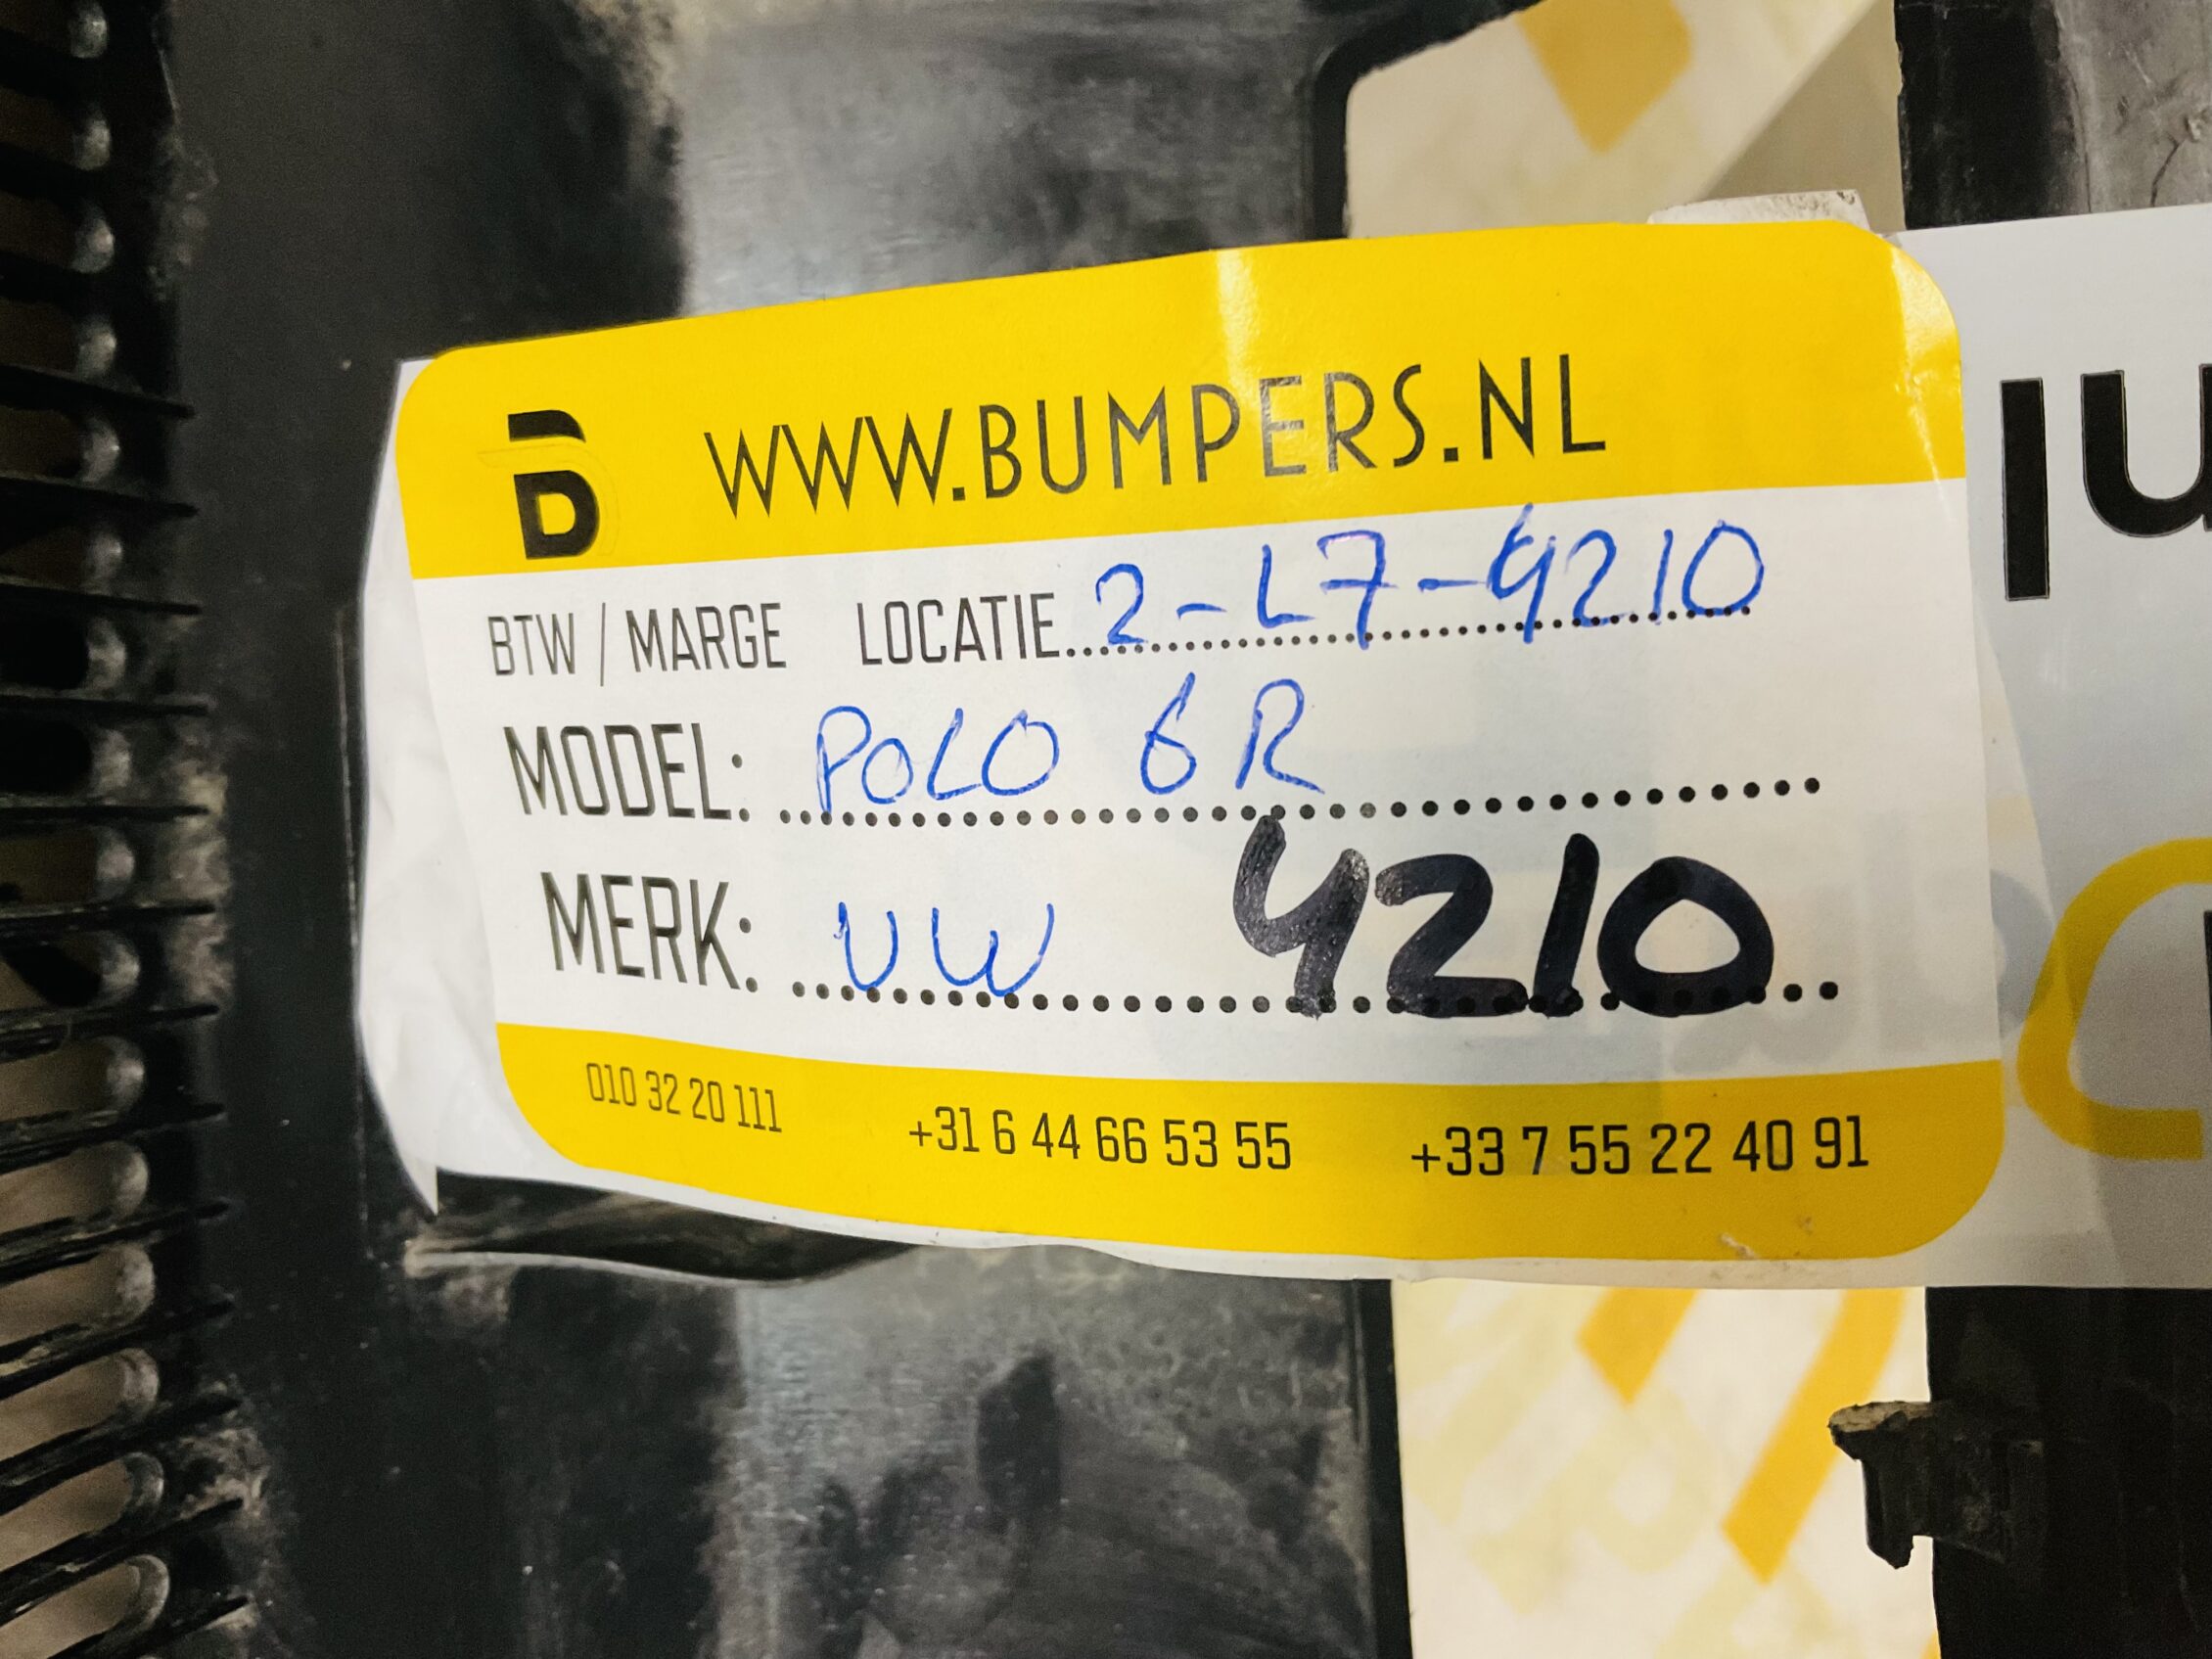 WWW.BUMPERS.NL
BTW / MARGE LOCATIE 2-L7-4210
MODEL: POLO 6R
MERK: VW 4210
010 32 20 111 +31 6 44 66 53 55 +33 7 55 22 40 91